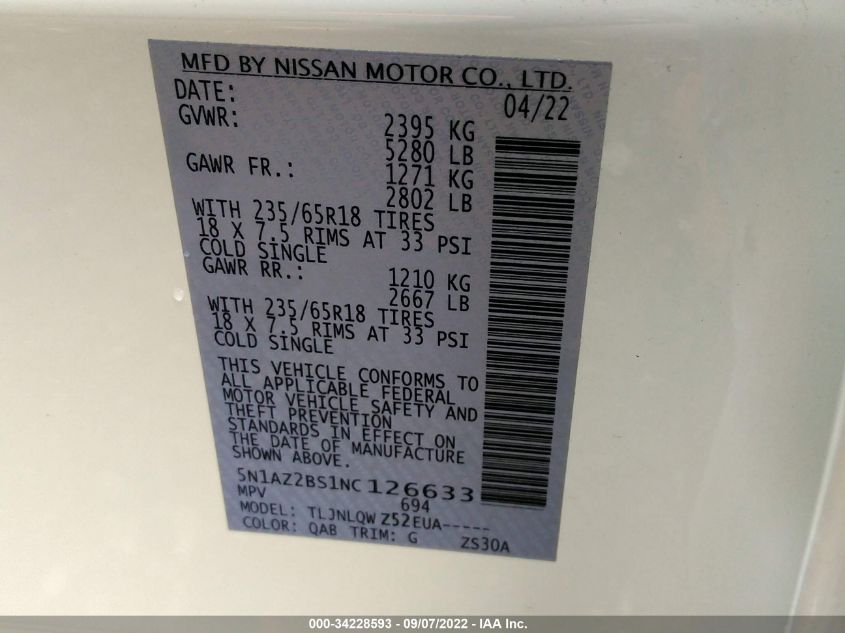 MFD BY NISSAN MOTOR CO., LTD.
DATE: 04/22
GVWR: 2395 KG
5280 LB
GAWR FR.: 1271 KG
2802 LB
WITH 235/65R18 TIRES
18 X 7.5 RIMS AT 33 PSI
COLD SINGLE
GAWR RR.: 1210 KG
2667 LB
WITH 235/65R18 TIRES
18 X 7.5 RIMS AT 33 PSI
COLD SINGLE
THIS VEHICLE CONFORMS TO
ALL APPLICABLE FEDERAL
MOTOR VEHICLE SAFETY AND
THEFT PREVENTION
STANDARDS IN EFFECT ON
THE DATE OF MANUFACTURE
SHOWN ABOVE.
5N1AZ2BS1NC126633
MPV 694
MODEL: TLJNLQW Z52EUA-----
COLOR: QAB TRIM: G ZS30A
000-34228593 - 09/07/2022 - IAA Inc.